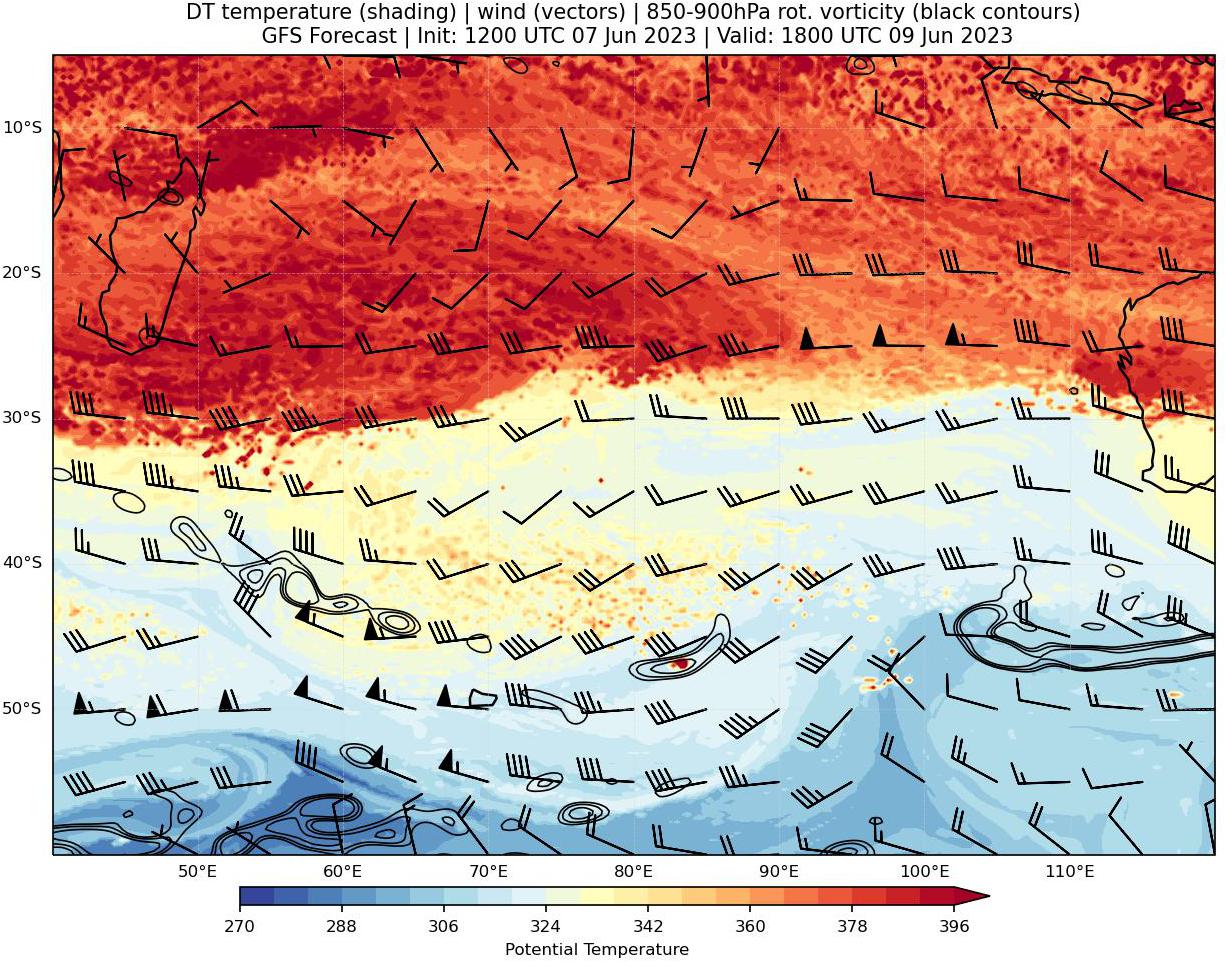 DT temperature (shading) | wind (vectors) | 850-900hPa rot. vorticity (black contours)
GFS Forecast | Init: 1200 UTC 07 Jun 2023 | Valid: 1800 UTC 09 Jun 2023
10°S
20°S
30°S
40°S
50°S
50°E 60°E 70°E 80°E 90°E 100°E 110°E
270 288 306 324 342 360 378 396
Potential Temperature